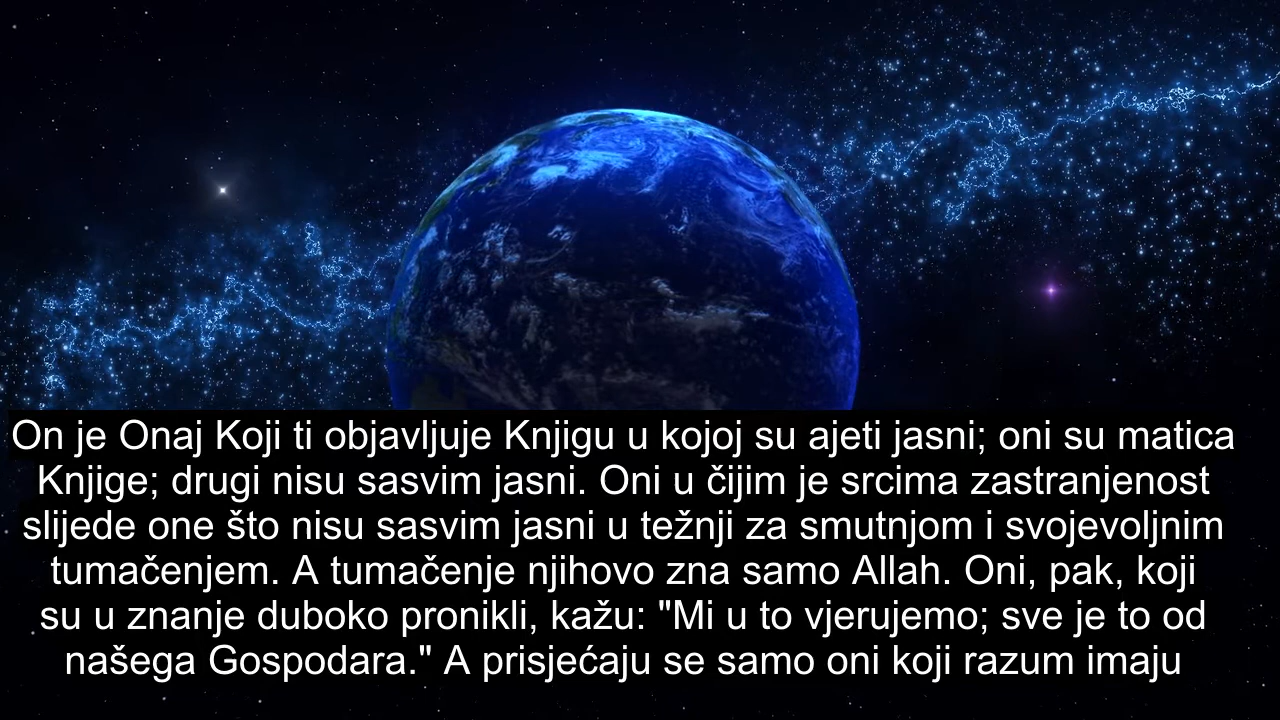 On je Onaj Koji ti objavljuje Knjigu u kojoj su ajeti jasni; oni su matica
Knjige; drugi nisu sasvim jasni. Oni u čijim je srcima zastranjenost
slijede one što nisu sasvim jasni u težnji za smutnjom i svojevoljnim
tumačenjem. A tumačenje njihovo zna samo Allah. Oni, pak, koji
su u znanje duboko pronikli, kažu: "Mi u to vjerujemo; sve je to od
našega Gospodara." A prisjećaju se samo oni koji razum imaju